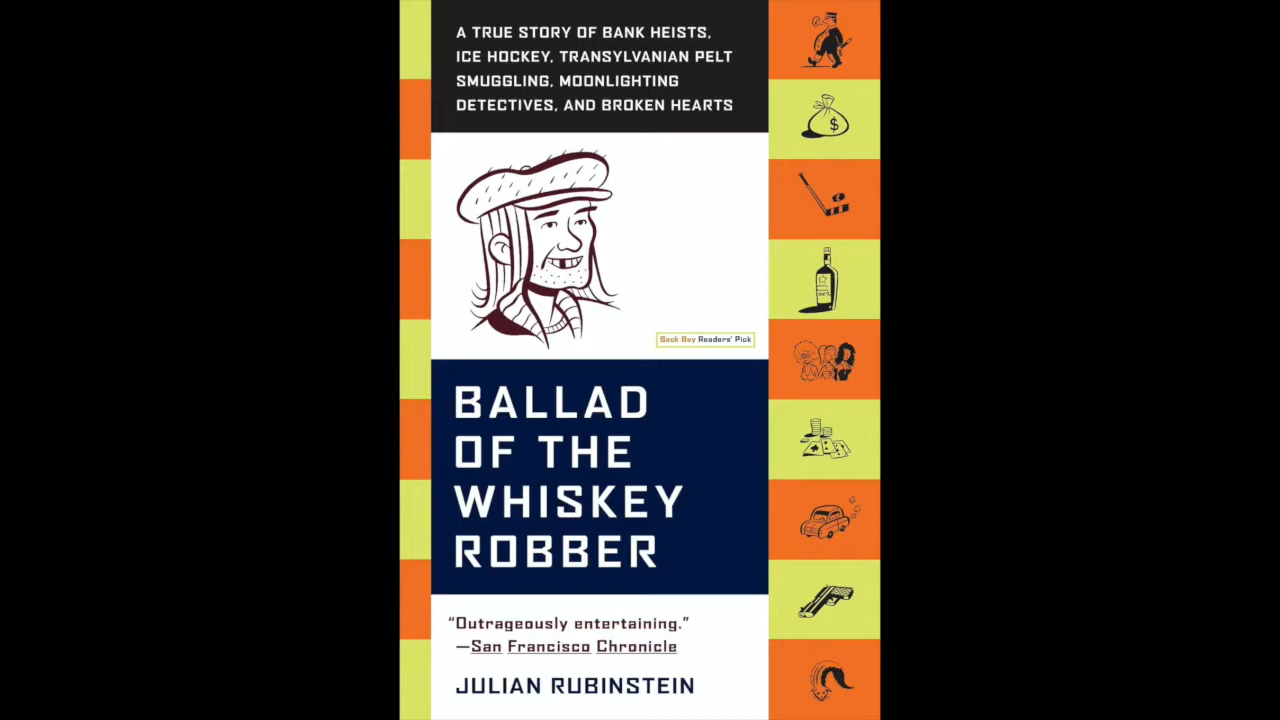 A TRUE STORY OF BANK HEISTS,
ICE HOCKEY, TRANSYLVANIAN PELT
SMUGGLING, MOONLIGHTING
DETECTIVES, AND BROKEN HEARTS
Back Bay Readers' Pick
BALLAD
OF THE
WHISKEY
ROBBER
$
“Outrageously entertaining.”
—San Francisco Chronicle
JULIAN RUBINSTEIN